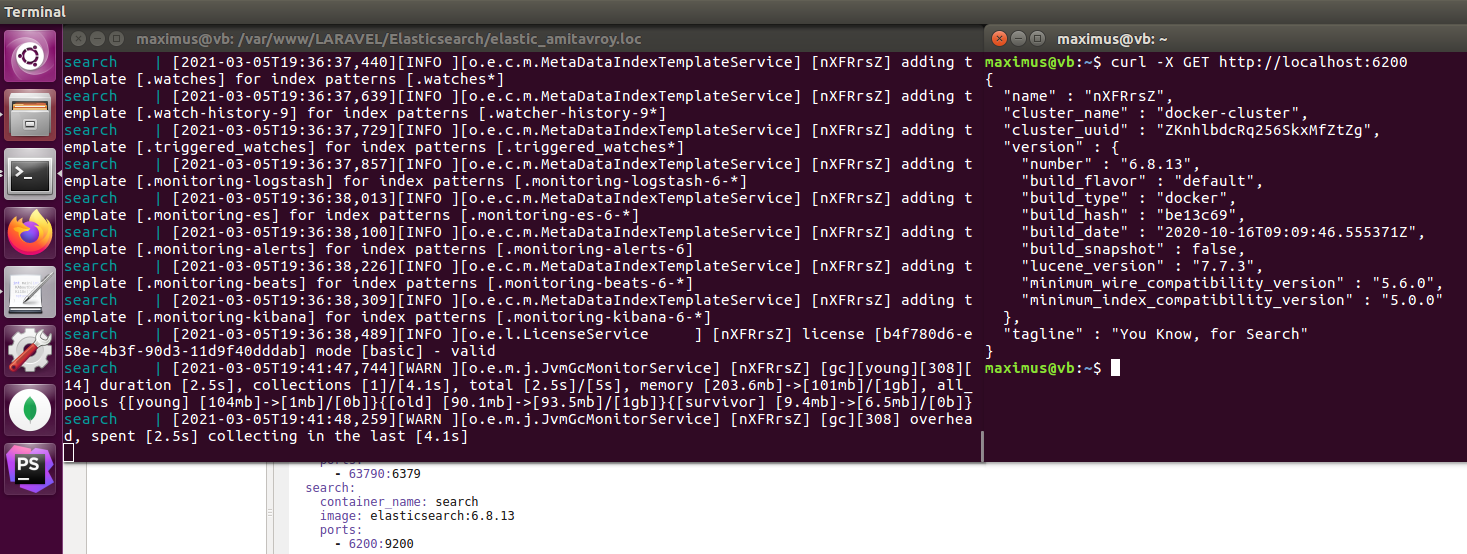 Terminal
maximus@vb: /var/www/LARAVEL/Elasticsearch/elastic_amitavroy.loc
search    | [2021-03-05T19:36:37,440][INFO ][o.e.c.m.MetaDataIndexTemplateService] [nXFRrsZ] adding t
emplate [.watches] for index patterns [.watches*]
search    | [2021-03-05T19:36:37,639][INFO ][o.e.c.m.MetaDataIndexTemplateService] [nXFRrsZ] adding t
emplate [.watch-history-9] for index patterns [.watcher-history-9*]
search    | [2021-03-05T19:36:37,729][INFO ][o.e.c.m.MetaDataIndexTemplateService] [nXFRrsZ] adding t
emplate [.triggered_watches] for index patterns [.triggered_watches*]
search    | [2021-03-05T19:36:37,857][INFO ][o.e.c.m.MetaDataIndexTemplateService] [nXFRrsZ] adding t
emplate [.monitoring-logstash] for index patterns [.monitoring-logstash-6-*]
search    | [2021-03-05T19:36:38,013][INFO ][o.e.c.m.MetaDataIndexTemplateService] [nXFRrsZ] adding t
emplate [.monitoring-es] for index patterns [.monitoring-es-6-*]
search    | [2021-03-05T19:36:38,100][INFO ][o.e.c.m.MetaDataIndexTemplateService] [nXFRrsZ] adding t
emplate [.monitoring-alerts] for index patterns [.monitoring-alerts-6]
search    | [2021-03-05T19:36:38,226][INFO ][o.e.c.m.MetaDataIndexTemplateService] [nXFRrsZ] adding t
emplate [.monitoring-beats] for index patterns [.monitoring-beats-6-*]
search    | [2021-03-05T19:36:38,309][INFO ][o.e.c.m.MetaDataIndexTemplateService] [nXFRrsZ] adding t
emplate [.monitoring-kibana] for index patterns [.monitoring-kibana-6-*]
search    | [2021-03-05T19:36:38,489][INFO ][o.e.l.LicenseService     ] [nXFRrsZ] license [b4f780d6-e
58e-4b3f-90d3-11d9f40dddab] mode [basic] - valid
search    | [2021-03-05T19:41:47,744][WARN ][o.e.m.j.JvmGcMonitorService] [nXFRrsZ] [gc][young][308][
14] duration [2.5s], collections [1]/[4.1s], total [2.5s]/[5s], memory [203.6mb]->[101mb]/[1gb], all_
pools {[young] [104mb]->[1mb]/[0b]}{[old] [90.1mb]->[93.5mb]/[1gb]}{[survivor] [9.4mb]->[6.5mb]/[0b]}
search    | [2021-03-05T19:41:48,259][WARN ][o.e.m.j.JvmGcMonitorService] [nXFRrsZ] [gc][308] overhea
d, spent [2.5s] collecting in the last [4.1s]
maximus@vb: ~
maximus@vb:~$ curl -X GET http://localhost:6200
{
  "name" : "nXFRrsZ",
  "cluster_name" : "docker-cluster",
  "cluster_uuid" : "ZKnhlbdcRq256SkxMfZtZg",
  "version" : {
    "number" : "6.8.13",
    "build_flavor" : "default",
    "build_type" : "docker",
    "build_hash" : "be13c69",
    "build_date" : "2020-10-16T09:09:46.555371Z",
    "build_snapshot" : false,
    "lucene_version" : "7.7.3",
    "minimum_wire_compatibility_version" : "5.6.0",
    "minimum_index_compatibility_version" : "5.0.0"
  },
  "tagline" : "You Know, for Search"
}
maximus@vb:~$
- 63790:6379
search:
  container_name: search
  image: elasticsearch:6.8.13
  ports:
    - 6200:9200
PS